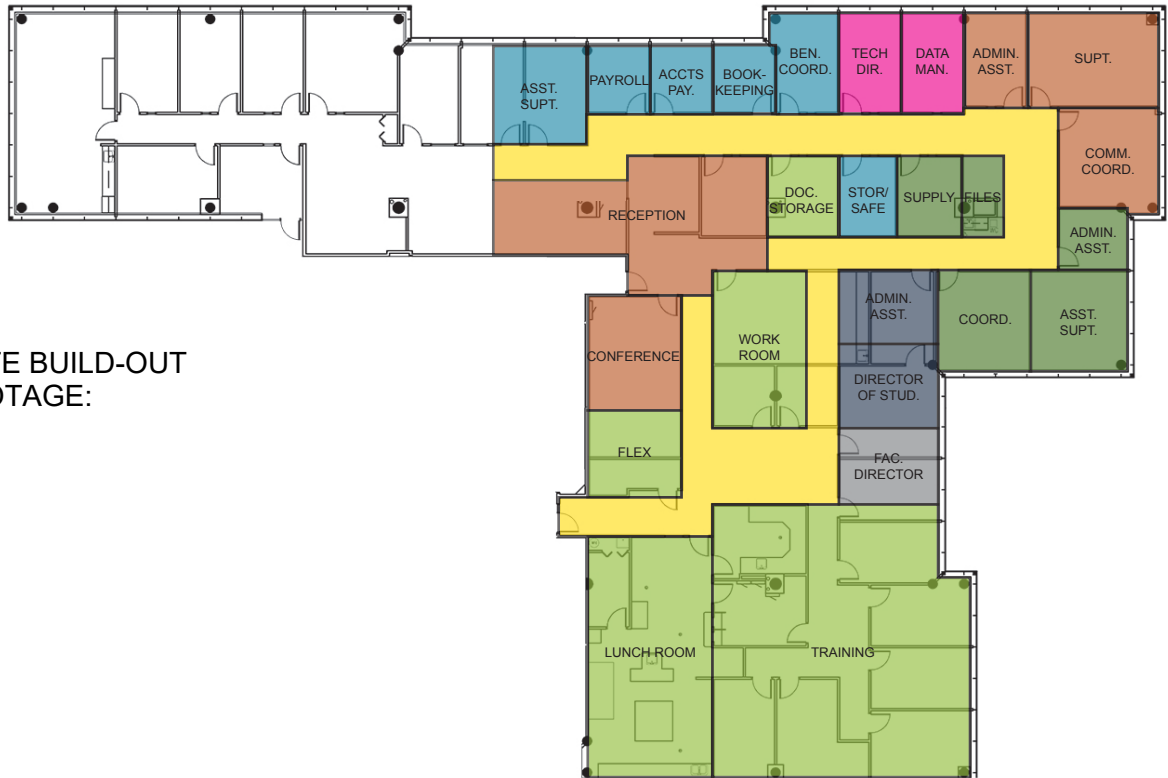 BEN.
COORD.
TECH
DIR.
DATA
MAN.
ADMIN.
ASST.
SUPT.
ASST.
SUPT.
PAYROLL
ACCTS
PAY.
BOOK-
KEEPING
COMM.
COORD.
RECEPTION
DOC.
STORAGE
STOR/
SAFE
SUPPLY
FILES
ADMIN.
ASST.
ADMIN.
ASST.
COORD.
ASST.
SUPT.
CONFERENCE
WORK
ROOM
TE BUILD-OUT
OTAGE:
DIRECTOR
OF STUD.
FLEX
FAC.
DIRECTOR
LUNCH ROOM
TRAINING